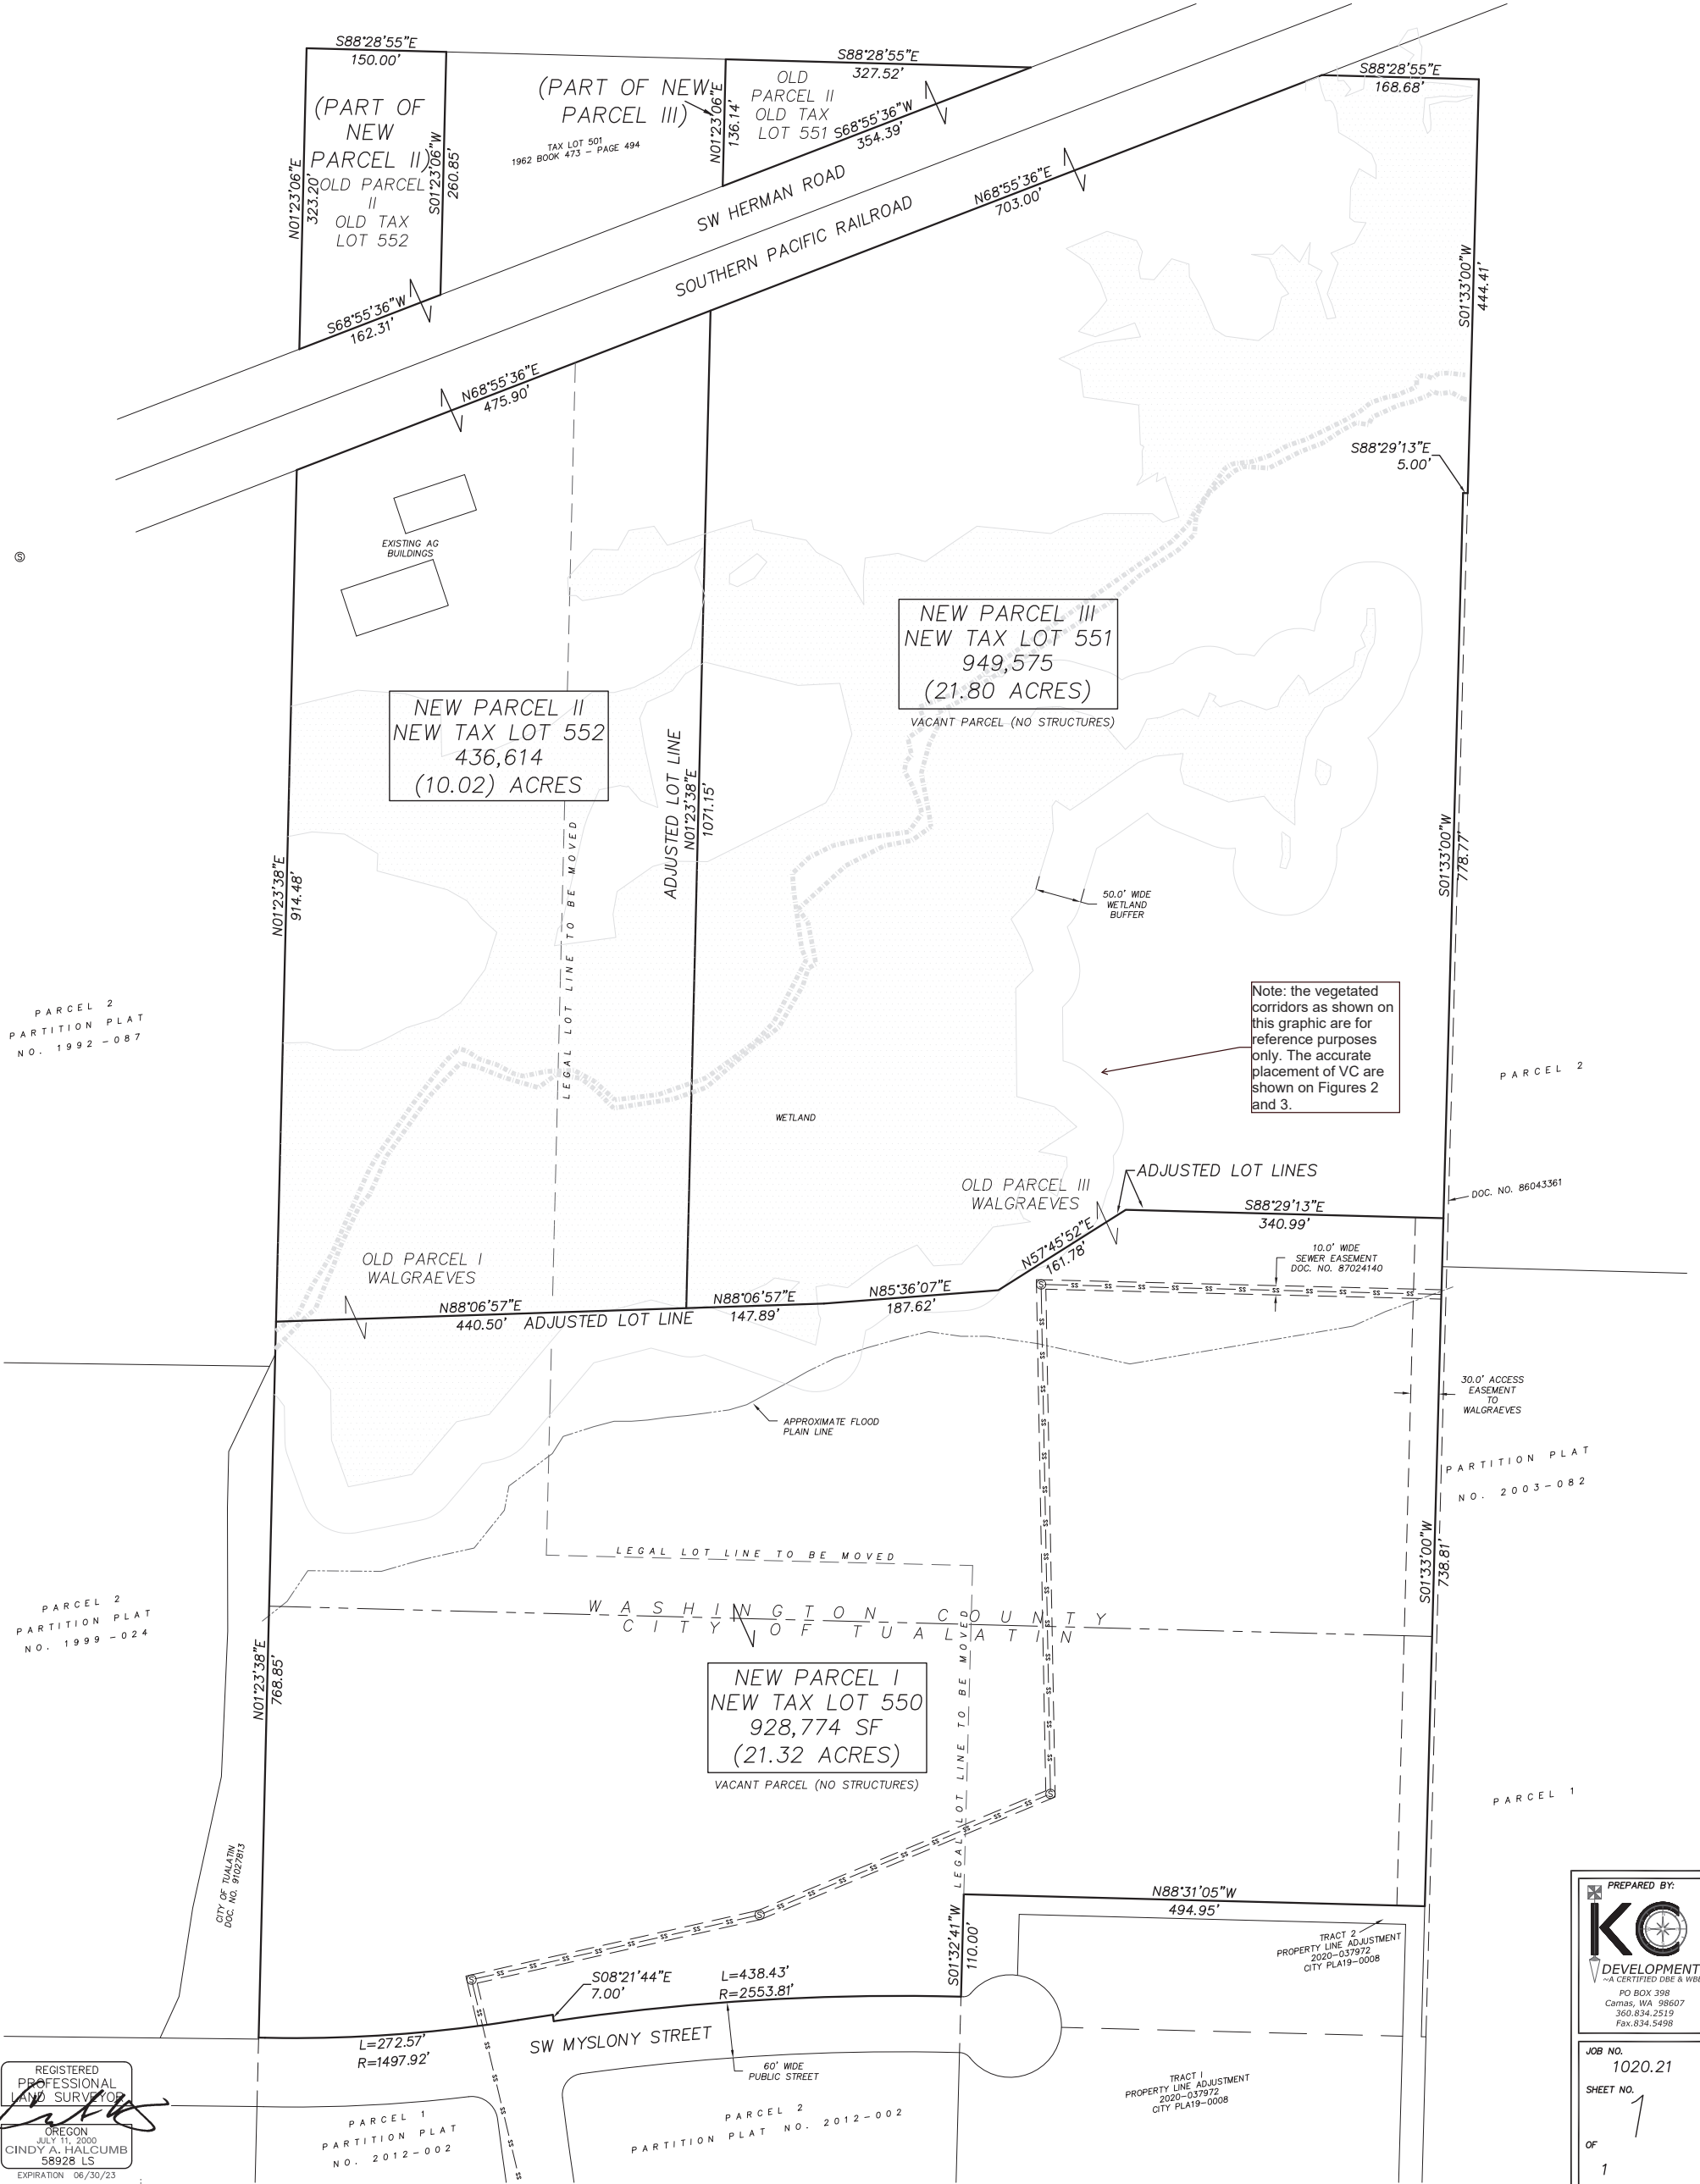 S88°28'55"E
150.00'
(PART OF
NEW
PARCEL II)
OLD PARCEL
II
OLD TAX
LOT 552
N01°23'06"E
323.20'
S01°23'06"W
260.85'
S68°55'36"W
162.31'
(PART OF NEW
PARCEL III)
TAX LOT 501
1962 BOOK 473 - PAGE 494
S88°28'55"E
327.52'
OLD
PARCEL II
OLD TAX
LOT 551
N01°23'06"E
136.14'
S68°55'36"W
354.39'
SW HERMAN ROAD
SOUTHERN PACIFIC RAILROAD
N68°55'36"E
703.00'
S88°28'55"E
168.68'
S01°33'00"W
444.41'
N68°55'36"E
475.90'
S88°29'13"E
5.00'
S
EXISTING AG
BUILDINGS
NEW PARCEL III
NEW TAX LOT 551
949,575
(21.80 ACRES)
VACANT PARCEL (NO STRUCTURES)
NEW PARCEL II
NEW TAX LOT 552
436,614
(10.02) ACRES
ADJUSTED LOT LINE
N01°23'38"E
1071.15'
LEGAL LOT LINE TO BE MOVED
N01°23'38"E
914.48'
S01°33'00"W
778.77'
50.0' WIDE
WETLAND
BUFFER
Note: the vegetated
corridors as shown on
this graphic are for
reference purposes
only. The accurate
placement of VC are
shown on Figures 2
and 3.
PARCEL 2
PARTITION PLAT
NO. 1992-087
PARCEL 2
WETLAND
ADJUSTED LOT LINES
OLD PARCEL III
WALGRAEVES
DOC. NO. 86043361
S88°29'13"E
340.99'
N57°45'52"E
161.78'
10.0' WIDE
SEWER EASEMENT
DOC. NO. 87024140
OLD PARCEL I
WALGRAEVES
N88°06'57"E
440.50'
ADJUSTED LOT LINE
N88°06'57"E
147.89'
N85°36'07"E
187.62'
S
SS SS SS SS SS SS SS SS SS SS
30.0' ACCESS
EASEMENT
TO
WALGRAEVES
APPROXIMATE FLOOD
PLAIN LINE
PARTITION PLAT
NO. 2003-082
LEGAL LOT LINE TO BE MOVED
S01°33'00"W
738.81'
WASHINGTON COUNTY
CITY OF TUALATIN
PARCEL 2
PARTITION PLAT
NO. 1999-024
N01°23'38"E
768.85'
LEGAL LOT LINE TO BE MOVED
NEW PARCEL I
NEW TAX LOT 550
928,774 SF
(21.32 ACRES)
VACANT PARCEL (NO STRUCTURES)
PARCEL 1
CITY OF TUALATIN
DOC. NO. 91027813
N88°31'05"W
494.95'
S01°32'41"W
110.00'
TRACT 2
PROPERTY LINE ADJUSTMENT
2020-037972
CITY PLA19-0008
S08°21'44"E
7.00'
L=438.43'
R=2553.81'
L=272.57'
R=1497.92'
SW MYSLONY STREET
60' WIDE
PUBLIC STREET
TRACT 1
PROPERTY LINE ADJUSTMENT
2020-037972
CITY PLA19-0008
PARCEL 1
PARTITION PLAT
NO. 2012-002
PARCEL 2
PARTITION PLAT NO. 2012-002
REGISTERED
PROFESSIONAL
LAND SURVEYOR
OREGON
JULY 11, 2000
CINDY A. HALCUMB
58928 LS
EXPIRATION 06/30/23
PREPARED BY:
KC
DEVELOPMENT
~A CERTIFIED DBE & WBE
PO BOX 398
Camas, WA 98607
360.834.2519
Fax.834.5498
JOB NO.
1020.21
SHEET NO.
1
OF
1